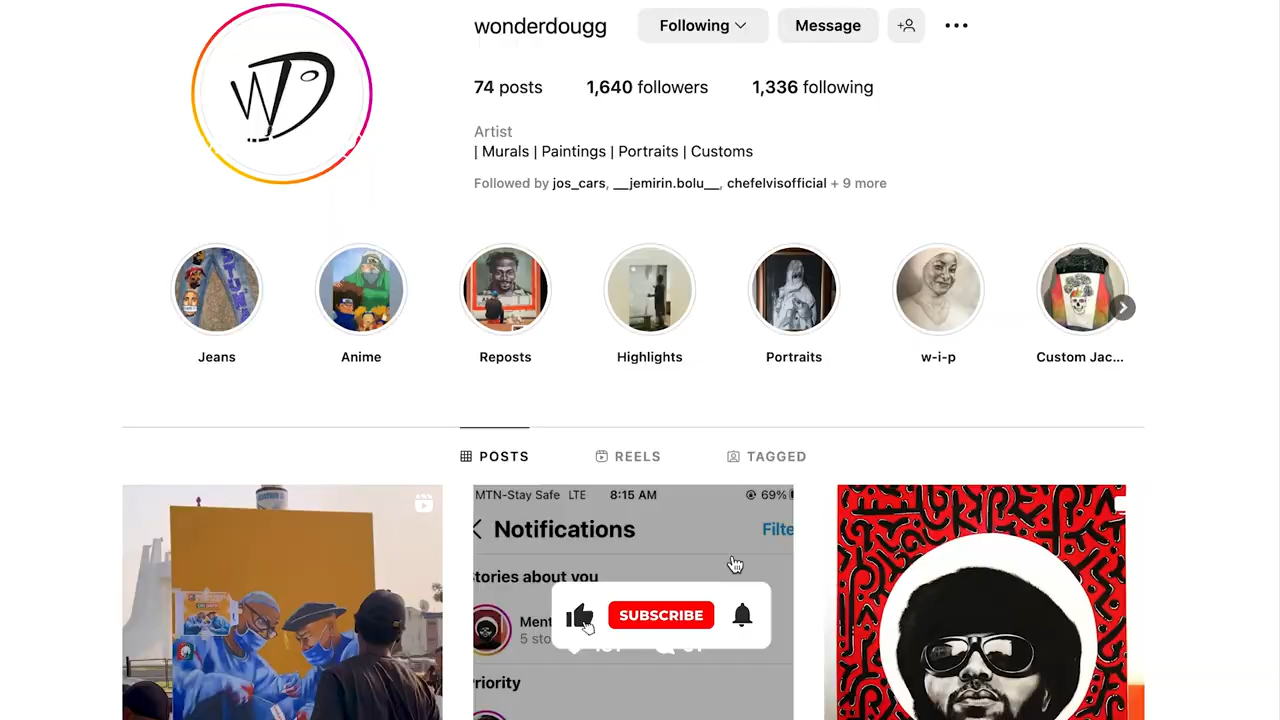 wonderdougg Following Message
74 posts 1,640 followers 1,336 following
Artist
| Murals | Paintings | Portraits | Customs
Followed by jos_cars, __jemirin.bolu__, chefelvisofficial + 9 more
Jeans Anime Reposts Highlights Portraits w-i-p Custom Jac...
POSTS REELS TAGGED
MTN-Stay Safe LTE 8:15 AM 69%
Notifications Filte
tories about you
Ment
5 sto
SUBSCRIBE
riority